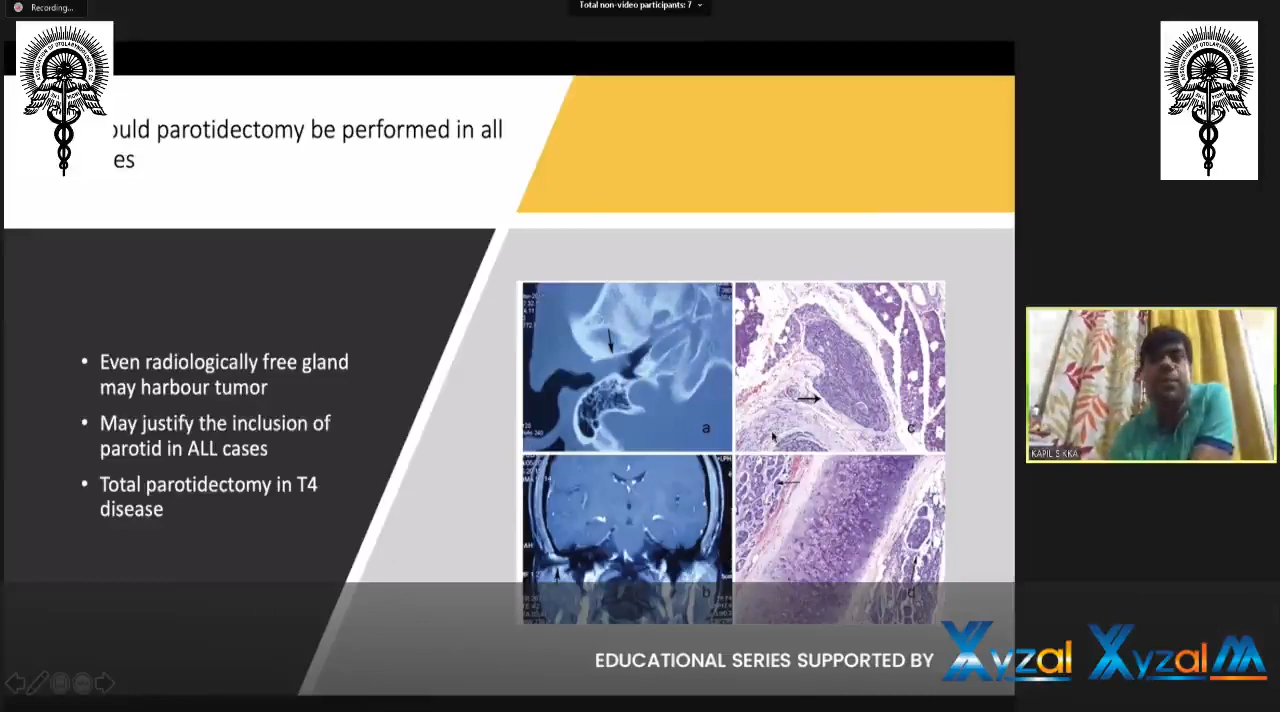 Recording...
Total non-video participants: 7
ould parotidectomy be performed in all
es
• Even radiologically free gland
may harbour tumor
• May justify the inclusion of
parotid in ALL cases
• Total parotidectomy in T4
disease
a
c
b
d
KAPIL SIKKA
EDUCATIONAL SERIES SUPPORTED BY
Xyzal
Xyzal M